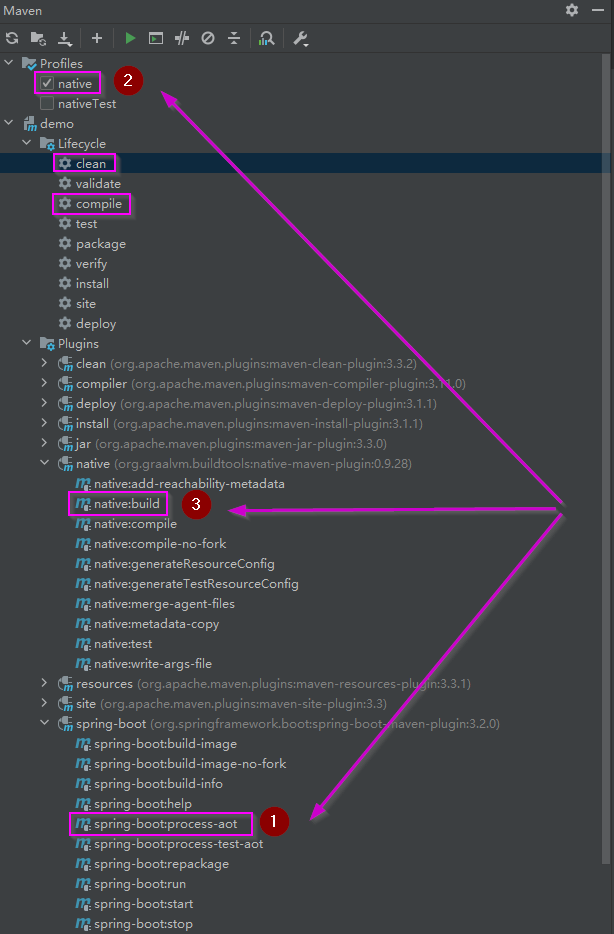 Maven
Profiles
native
2
nativeTest
demo
Lifecycle
clean
validate
compile
test
package
verify
install
site
deploy
Plugins
clean (org.apache.maven.plugins:maven-clean-plugin:3.3.2)
compiler (org.apache.maven.plugins:maven-compiler-plugin:3.11.0)
deploy (org.apache.maven.plugins:maven-deploy-plugin:3.1.1)
install (org.apache.maven.plugins:maven-install-plugin:3.1.1)
jar (org.apache.maven.plugins:maven-jar-plugin:3.3.0)
native (org.graalvm.buildtools:native-maven-plugin:0.9.28)
native:add-reachability-metadata
native:build
3
native:compile
native:compile-no-fork
native:generateResourceConfig
native:generateTestResourceConfig
native:merge-agent-files
native:metadata-copy
native:test
native:write-args-file
resources (org.apache.maven.plugins:maven-resources-plugin:3.3.1)
site (org.apache.maven.plugins:maven-site-plugin:3.3)
spring-boot (org.springframework.boot:spring-boot-maven-plugin:3.2.0)
spring-boot:build-image
spring-boot:build-image-no-fork
spring-boot:build-info
spring-boot:help
spring-boot:process-aot
1
spring-boot:process-test-aot
spring-boot:repackage
spring-boot:run
spring-boot:start
spring-boot:stop